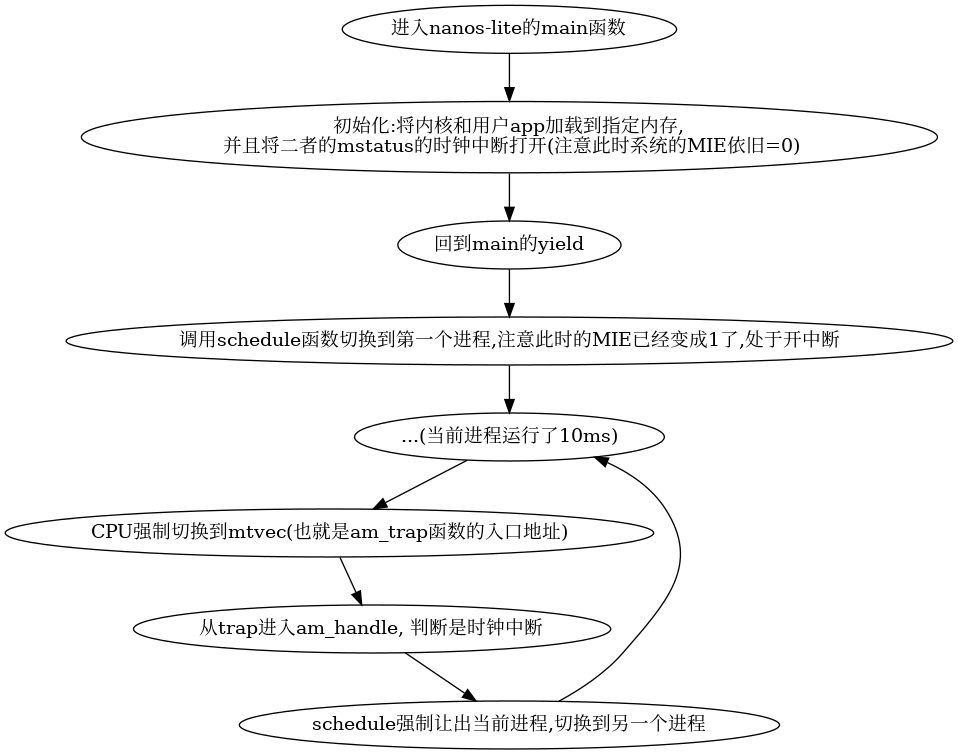 进入nanos-lite的main函数
初始化:将内核和用户app加载到指定内存,
并且将二者的mstatus的时钟中断打开(注意此时系统的MIE依旧=0)
回到main的yield
调用schedule函数切换到第一个进程,注意此时的MIE已经变成1了,处于开中断
...(当前进程运行了10ms)
CPU强制切换到mtvec(也就是am_trap函数的入口地址)
从trap进入am_handle, 判断是时钟中断
schedule强制让出当前进程,切换到另一个进程